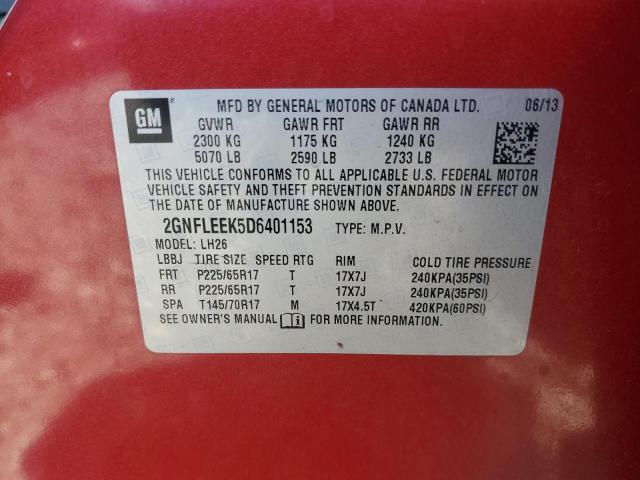 GM MFD BY GENERAL MOTORS OF CANADA LTD. 06/13
GVWR GAWR FRT GAWR RR
2300 KG 1175 KG 1240 KG
5070 LB 2590 LB 2733 LB
THIS VEHICLE CONFORMS TO ALL APPLICABLE U.S. FEDERAL MOTOR
VEHICLE SAFETY AND THEFT PREVENTION STANDARDS IN EFFECT ON
THE DATE OF MANUFACTURE SHOWN ABOVE.
2GNFLEEK5D6401153 TYPE: M.P.V.
MODEL: LH26
LBBJ TIRE SIZE SPEED RTG RIM COLD TIRE PRESSURE
FRT P225/65R17 T 17X7J 240KPA(35PSI)
RR P225/65R17 T 17X7J 240KPA(35PSI)
SPA T145/70R17 M 17X4.5T 420KPA(60PSI)
SEE OWNER'S MANUAL FOR MORE INFORMATION.